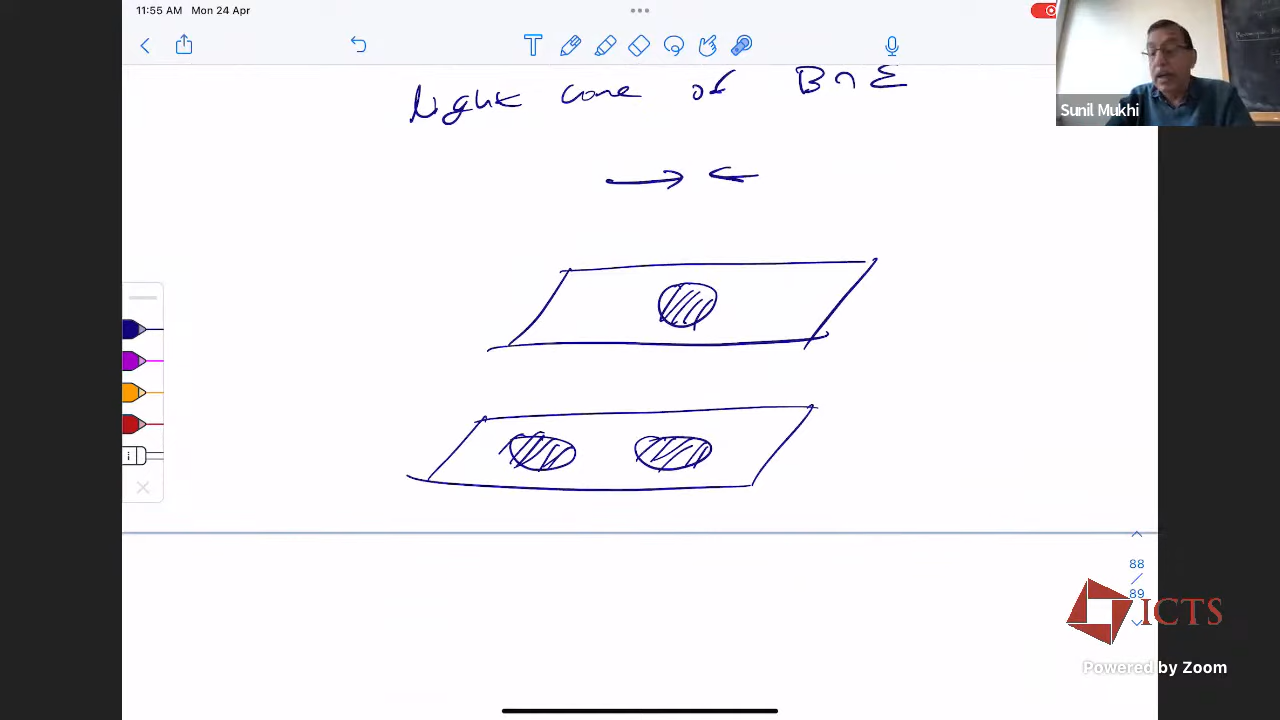 11:55 AM Mon 24 Apr
light cone of B ∩ Σ
Sunil Mukhi
T
i
88
/
89
ICTS
Powered by Zoom